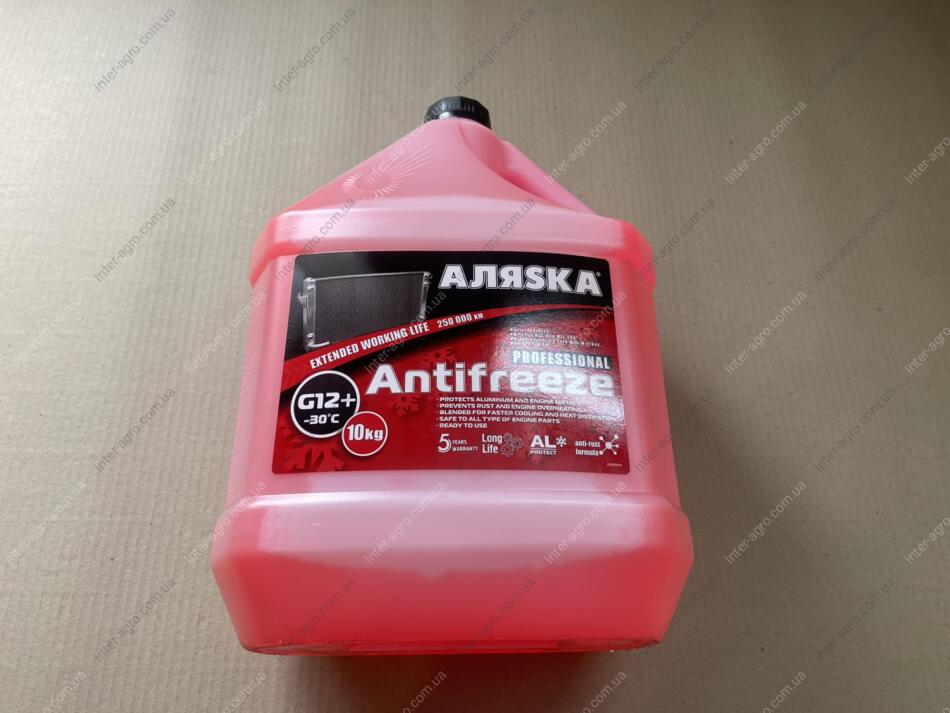 АЛЯSKA®
EXTENDED WORKING LIFE 250 000 км
PROFESSIONAL
Antifreeze
G12+
-30°C
10kg
- PROTECTS ALUMINUM AND ENGINE METALS
- PREVENTS RUST AND ENGINE OVERHEATING
- BLENDED FOR FASTER COOLING AND HEAT DISSIPATION
- SAFE TO ALL TYPE OF ENGINE PARTS
- READY TO USE
5 YEARS WARRANTY
Long Life
AL PROTECT
anti-rust formula
Inter-agro.com.ua